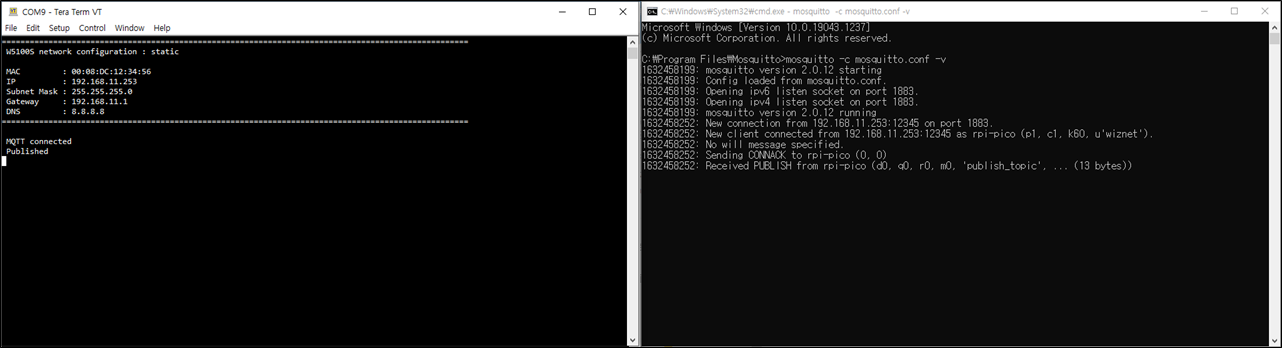 COM9 - Tera Term VT
File Edit Setup Control Window Help
====================================================================================================
W5100S network configuration : static
MAC : 00:08:DC:12:34:56
IP : 192.168.11.253
Subnet Mask : 255.255.255.0
Gateway : 192.168.11.1
DNS : 8.8.8.8
====================================================================================================
MQTT connected
Published
C:₩Windows₩System32₩cmd.exe - mosquitto -c mosquitto.conf -v
Microsoft Windows [Version 10.0.19043.1237]
(c) Microsoft Corporation. All rights reserved.
C:₩Program Files₩Mosquitto>mosquitto -c mosquitto.conf -v
1632458199: mosquitto version 2.0.12 starting
1632458199: Config loaded from mosquitto.conf.
1632458199: Opening ipv6 listen socket on port 1883.
1632458199: Opening ipv4 listen socket on port 1883.
1632458199: mosquitto version 2.0.12 running
1632458252: New connection from 192.168.11.253:12345 on port 1883.
1632458252: New client connected from 192.168.11.253:12345 as rpi-pico (p1, c1, k60, u'wiznet').
1632458252: No will message specified.
1632458252: Sending CONNACK to rpi-pico (0, 0)
1632458252: Received PUBLISH from rpi-pico (d0, q0, r0, m0, 'publish_topic', ... (13 bytes))